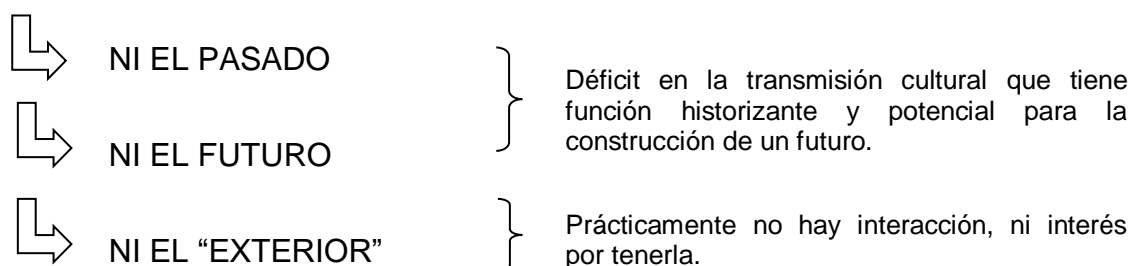 NI EL PASADO
NI EL FUTURO
Déficit en la transmisión cultural que tiene
función historizante y potencial para la
construcción de un futuro.
NI EL “EXTERIOR”
Prácticamente no hay interacción, ni interés
por tenerla.